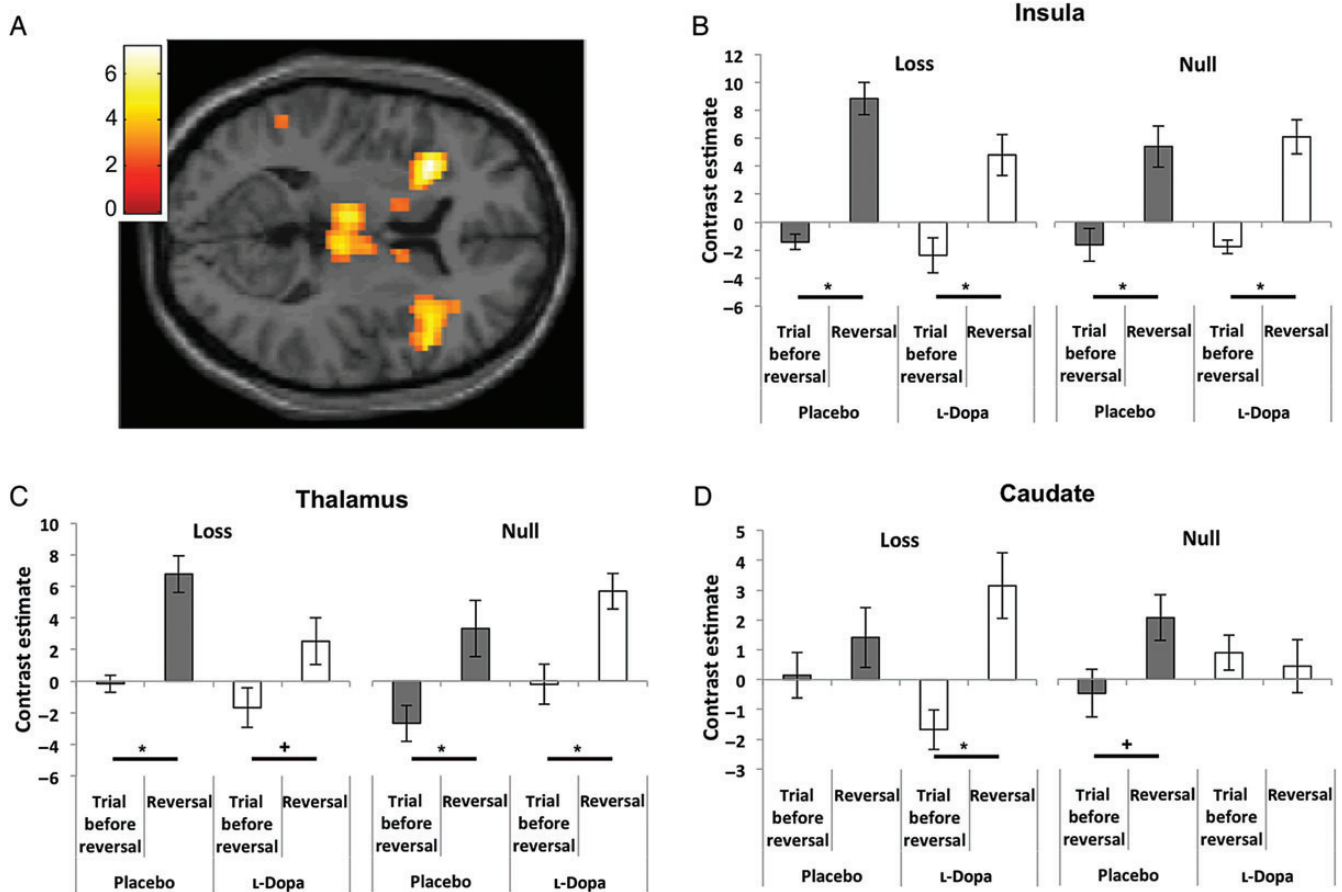 A
6
4
2
0
B
Insula
Loss
Null
Contrast estimate
12
10
8
6
4
2
0
−2
−4
−6
* * * *
Trial before reversal
Reversal
Trial before reversal
Reversal
Trial before reversal
Reversal
Trial before reversal
Reversal
Placebo
L-Dopa
Placebo
L-Dopa
C
Thalamus
Loss
Null
Contrast estimate
10
8
6
4
2
0
−2
−4
−6
* + * *
Trial before reversal
Reversal
Trial before reversal
Reversal
Trial before reversal
Reversal
Trial before reversal
Reversal
Placebo
L-Dopa
Placebo
L-Dopa
D
Caudate
Loss
Null
Contrast estimate
5
4
3
2
1
0
−1
−2
−3
* +
Trial before reversal
Reversal
Trial before reversal
Reversal
Trial before reversal
Reversal
Trial before reversal
Reversal
Placebo
L-Dopa
Placebo
L-Dopa